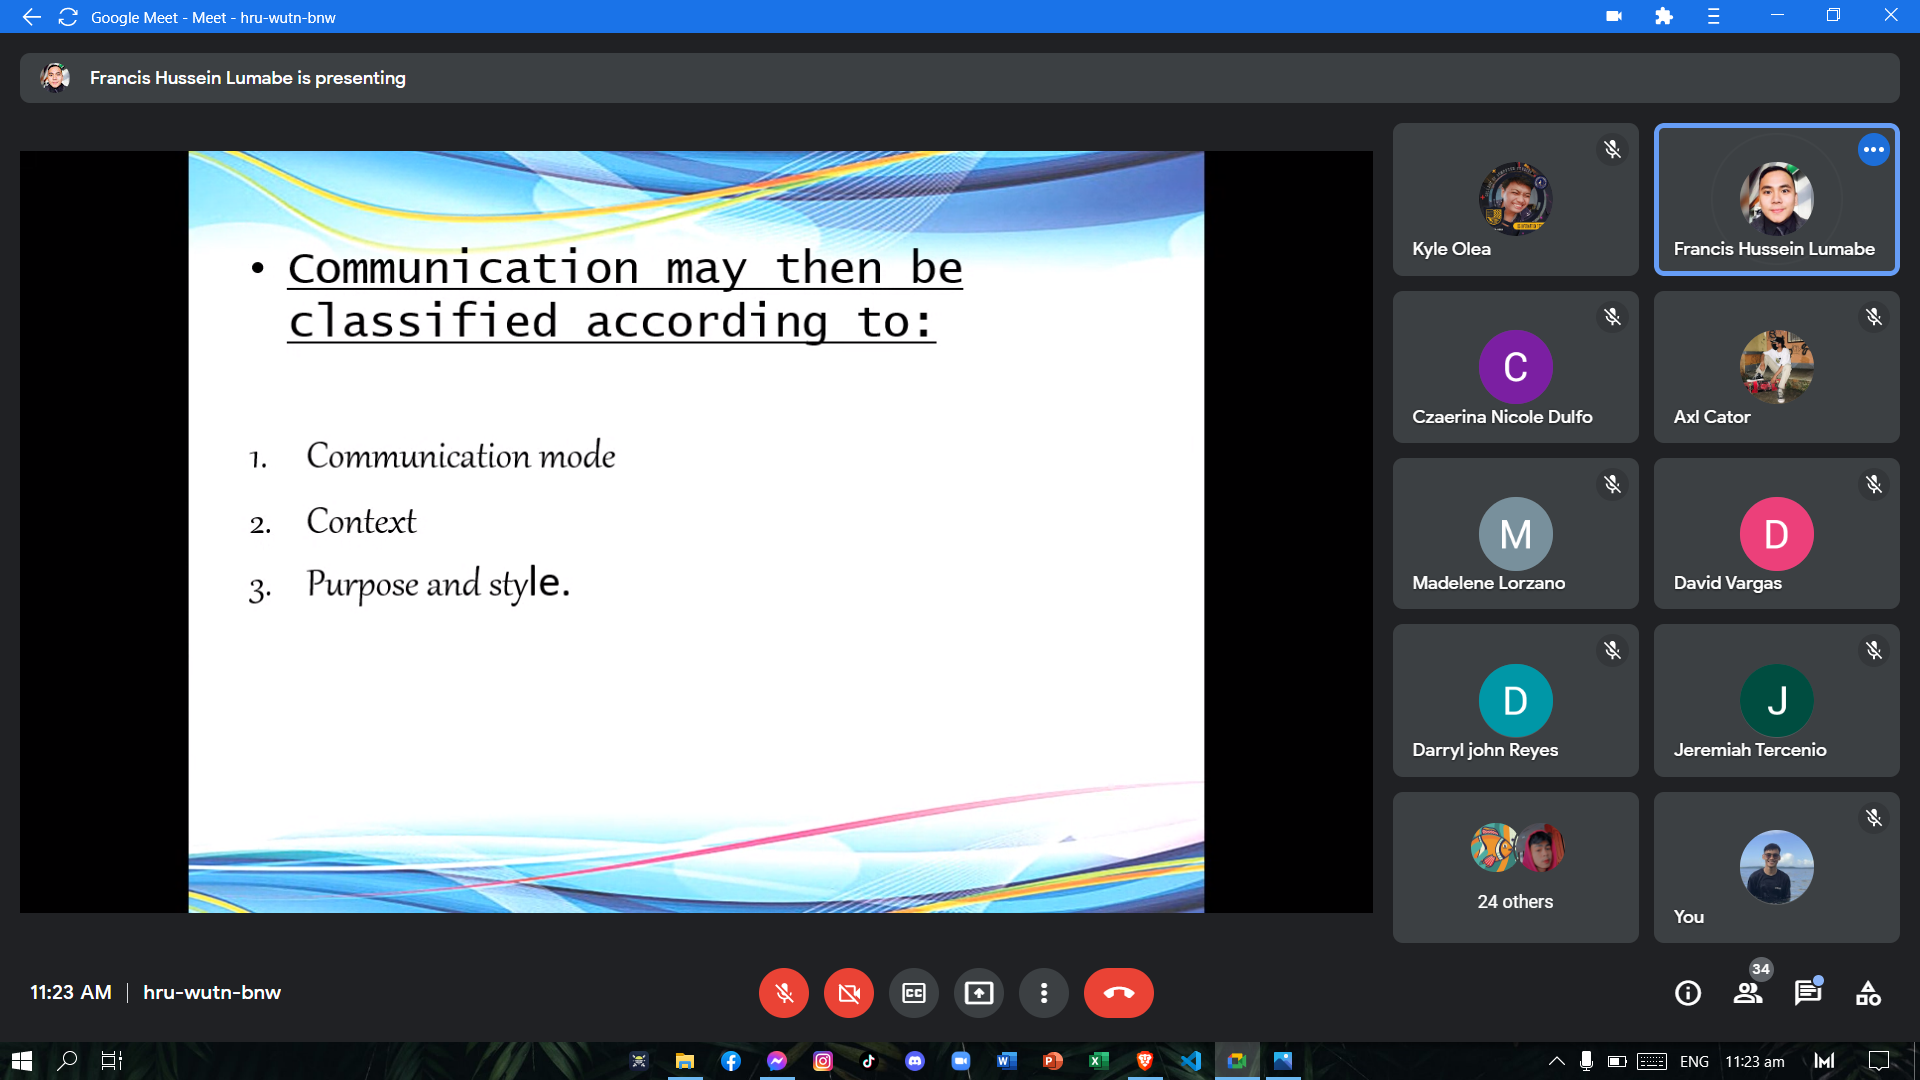 Google Meet - Meet - hru-wutn-bnw
Francis Hussein Lumabe is presenting
• Communication may then be
classified according to:
1. Communication mode
2. Context
3. Purpose and style.
Kyle Olea
Francis Hussein Lumabe
C
Czaerina Nicole Dulfo
Axl Cator
M
Madelene Lorzano
D
David Vargas
D
Darryl john Reyes
J
Jeremiah Tercenio
24 others
You
11:23 AM | hru-wutn-bnw
CC
34
ENG 11:23 am